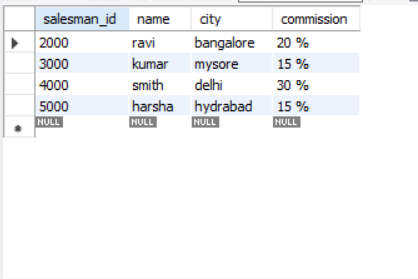 salesman_id name city commission
2000 ravi bangalore 20 %
3000 kumar mysore 15 %
4000 smith delhi 30 %
5000 harsha hydrabad 15 %
NULL NULL NULL NULL